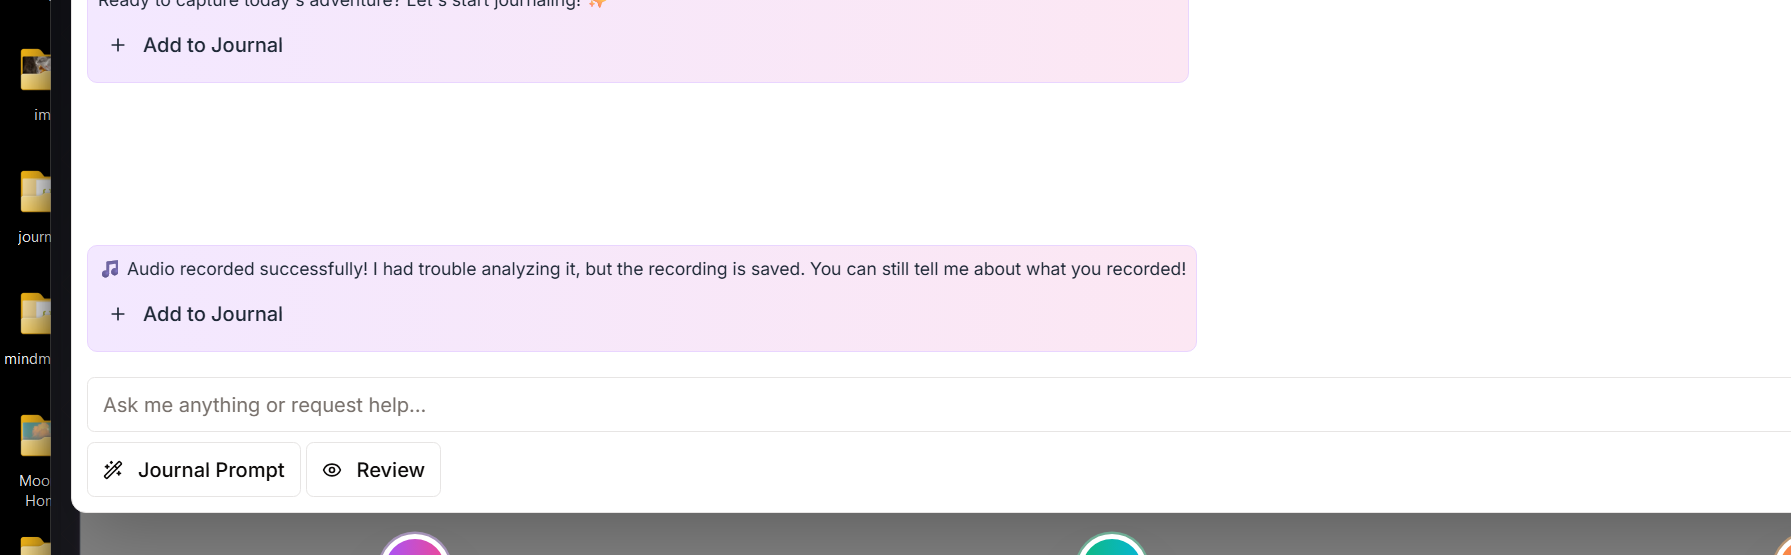 Ready to capture today's adventure? Let's start journaling! ✨
+ Add to Journal
im
journ
🎵 Audio recorded successfully! I had trouble analyzing it, but the recording is saved. You can still tell me about what you recorded!
+ Add to Journal
mindm
Ask me anything or request help...
Journal Prompt
Review
Moo
Hor